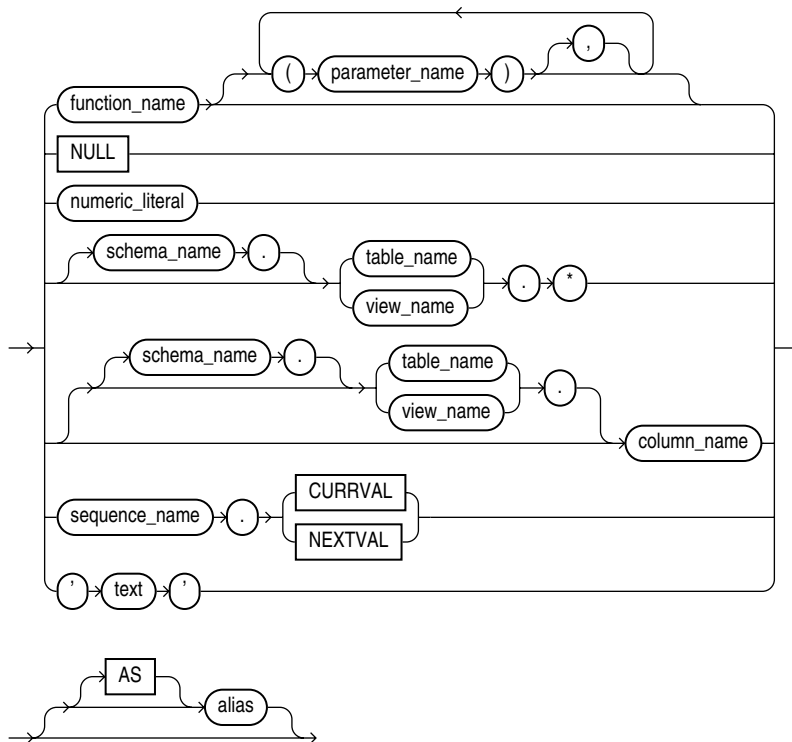 ,
( parameter_name )
function_name
NULL
numeric_literal
schema_name .
table_name
. *
view_name
schema_name .
table_name
.
view_name
column_name
CURRVAL
sequence_name .
NEXTVAL
’ text ’
AS
alias